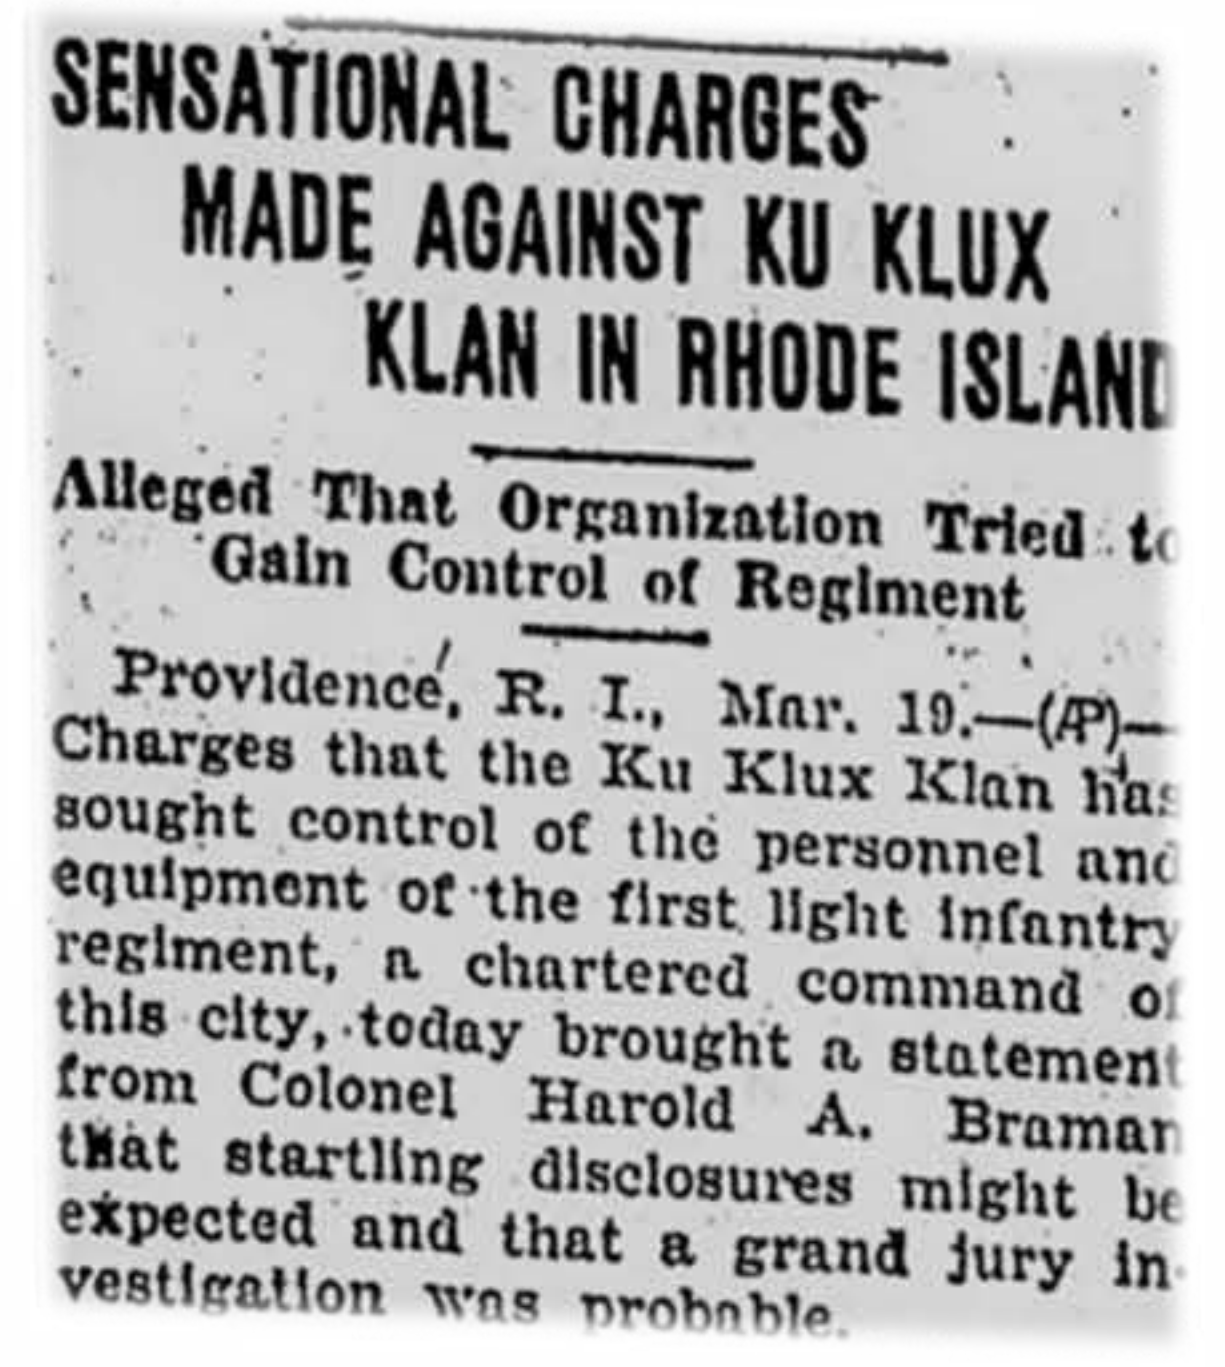 SENSATIONAL CHARGES
MADE AGAINST KU KLUX
KLAN IN RHODE ISLAND
Alleged That Organization Tried to
Gain Control of Regiment
Providence, R. I., Mar. 19.—(AP)—
Charges that the Ku Klux Klan has
sought control of the personnel and
equipment of the first light infantry
regiment, a chartered command of
this city, today brought a statement
from Colonel Harold A. Braman
that startling disclosures might be
expected and that a grand jury in-
vestigation was probable.